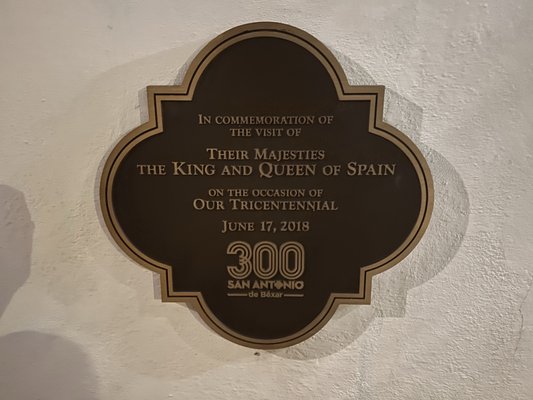 In commemoration of
the visit of
Their Majesties
the King and Queen of Spain
on the occasion of
Our Tricentennial
June 17, 2018
300
SAN ANTONIO
de Béxar